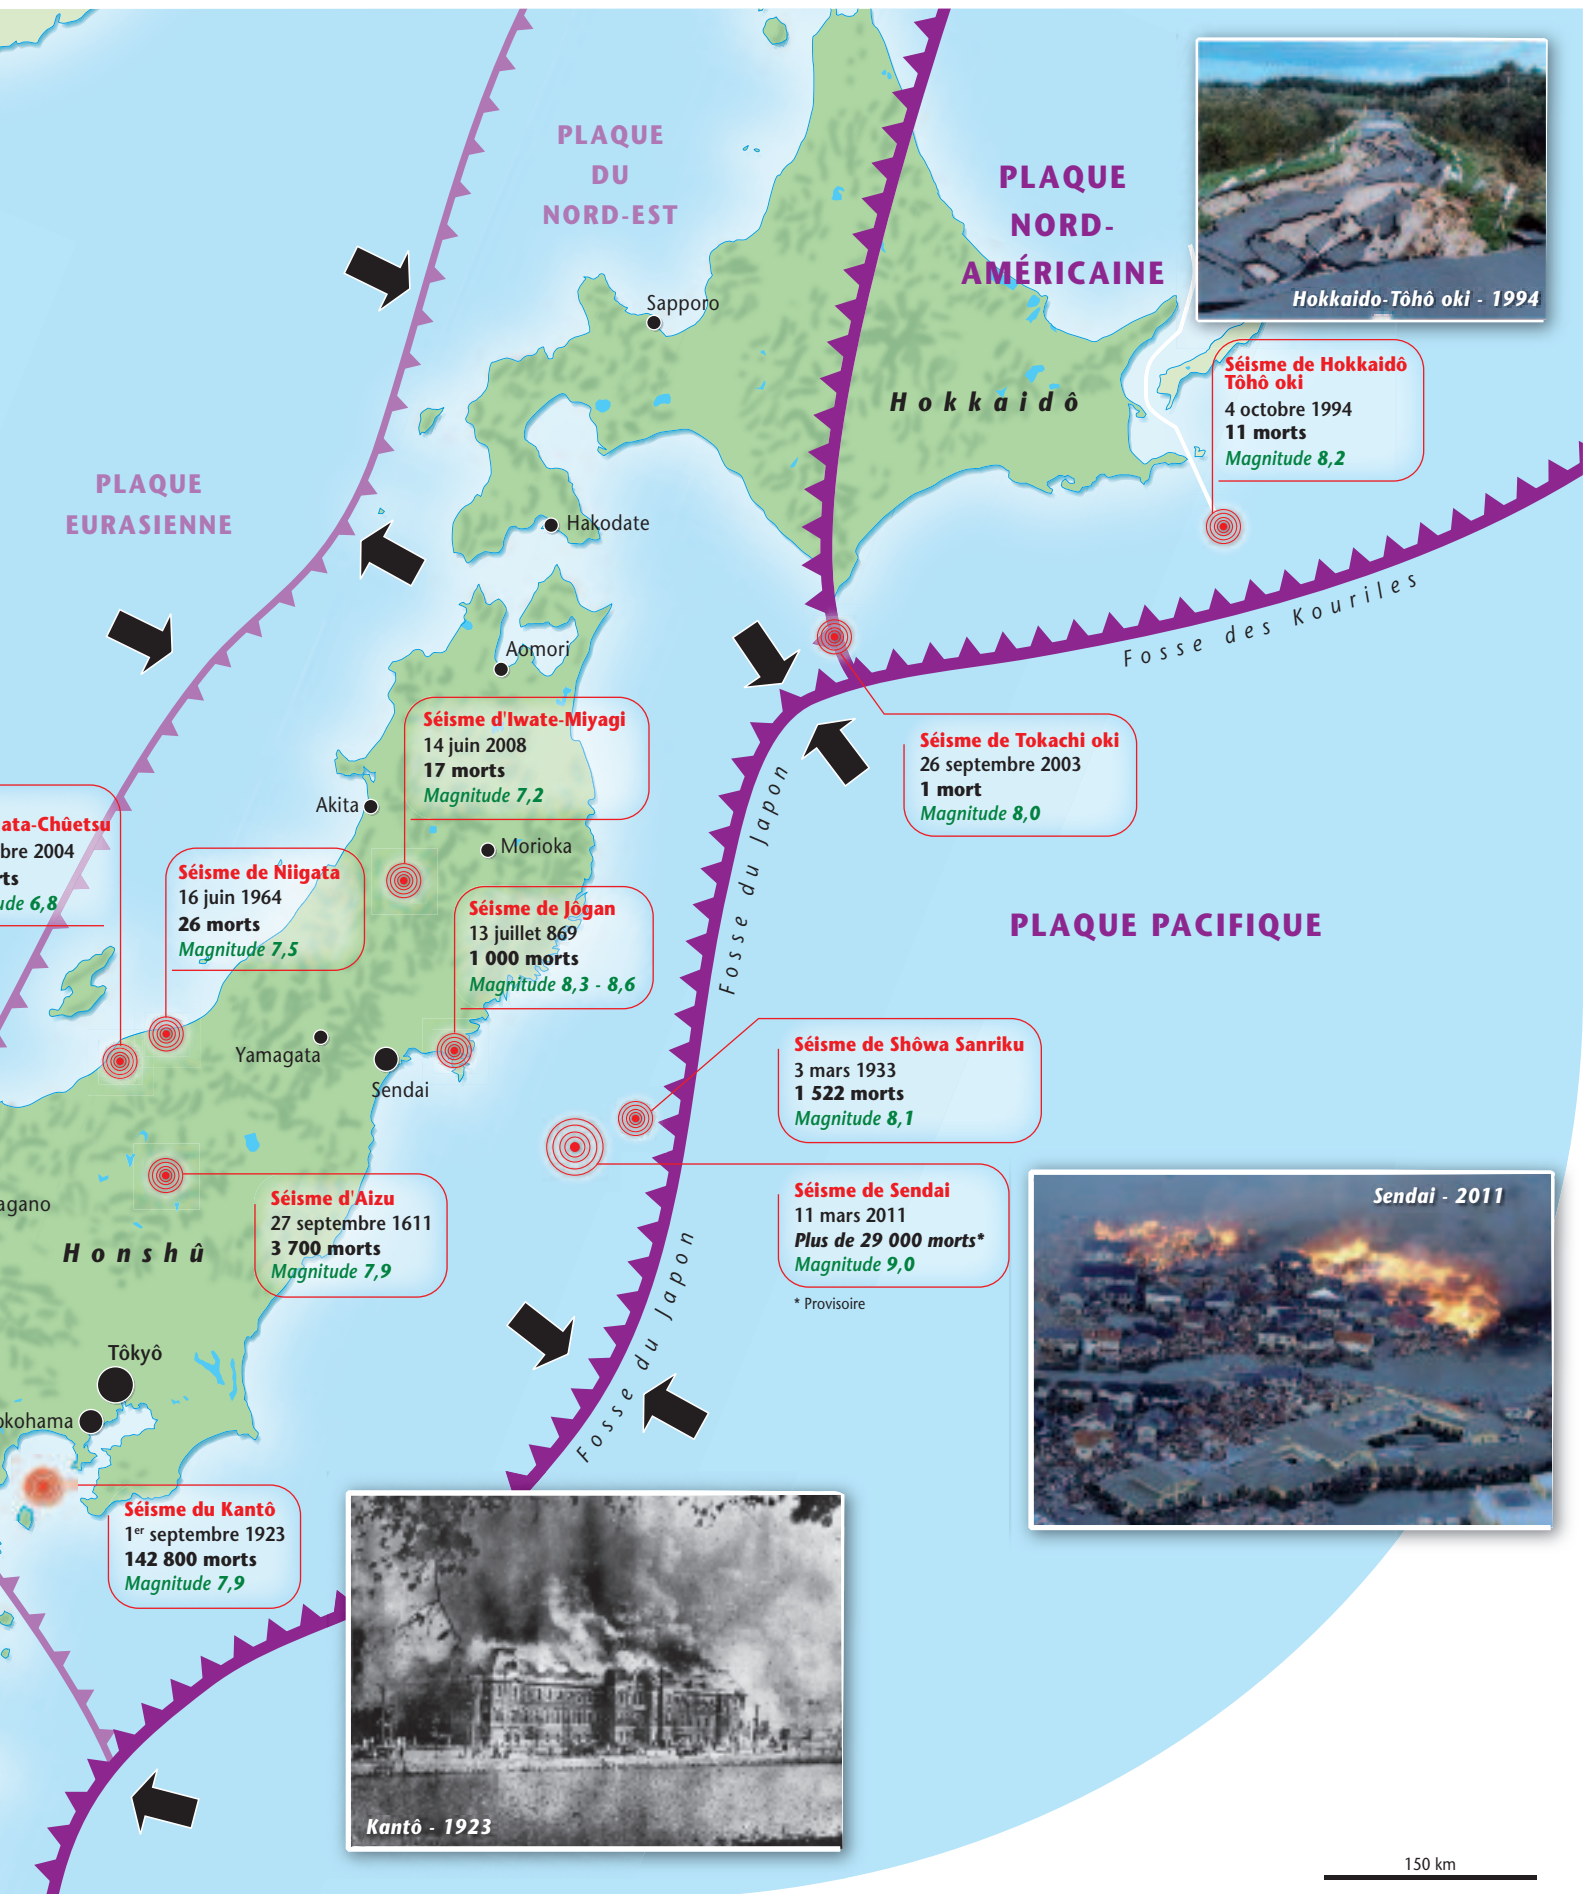 PLAQUE
DU
NORD-EST
PLAQUE
NORD-
AMÉRICAINE
Hokkaido-Tôhô oki - 1994
Sapporo
Hokkaidô
Séisme de Hokkaidô
Tôhô oki
4 octobre 1994
11 morts
Magnitude 8,2
PLAQUE
EURASIENNE
Hakodate
Fosse des Kouriles
Aomori
Séisme d'Iwate-Miyagi
14 juin 2008
17 morts
Magnitude 7,2
Séisme de Tokachi oki
26 septembre 2003
1 mort
Magnitude 8,0
Akita
Morioka
Fosse du Japon
ata-Chûetsu
bre 2004
rts
ude 6,8
Séisme de Niigata
16 juin 1964
26 morts
Magnitude 7,5
Séisme de Jôgan
13 juillet 869
1 000 morts
Magnitude 8,3 - 8,6
PLAQUE PACIFIQUE
Yamagata
Sendai
Séisme de Shôwa Sanriku
3 mars 1933
1 522 morts
Magnitude 8,1
Séisme de Sendai
11 mars 2011
Plus de 29 000 morts*
Magnitude 9,0
* Provisoire
Sendai - 2011
agano
Honshû
Séisme d'Aizu
27 septembre 1611
3 700 morts
Magnitude 7,9
Fosse du Japon
Tôkyô
okohama
Séisme du Kantô
1er septembre 1923
142 800 morts
Magnitude 7,9
Kantô - 1923
150 km